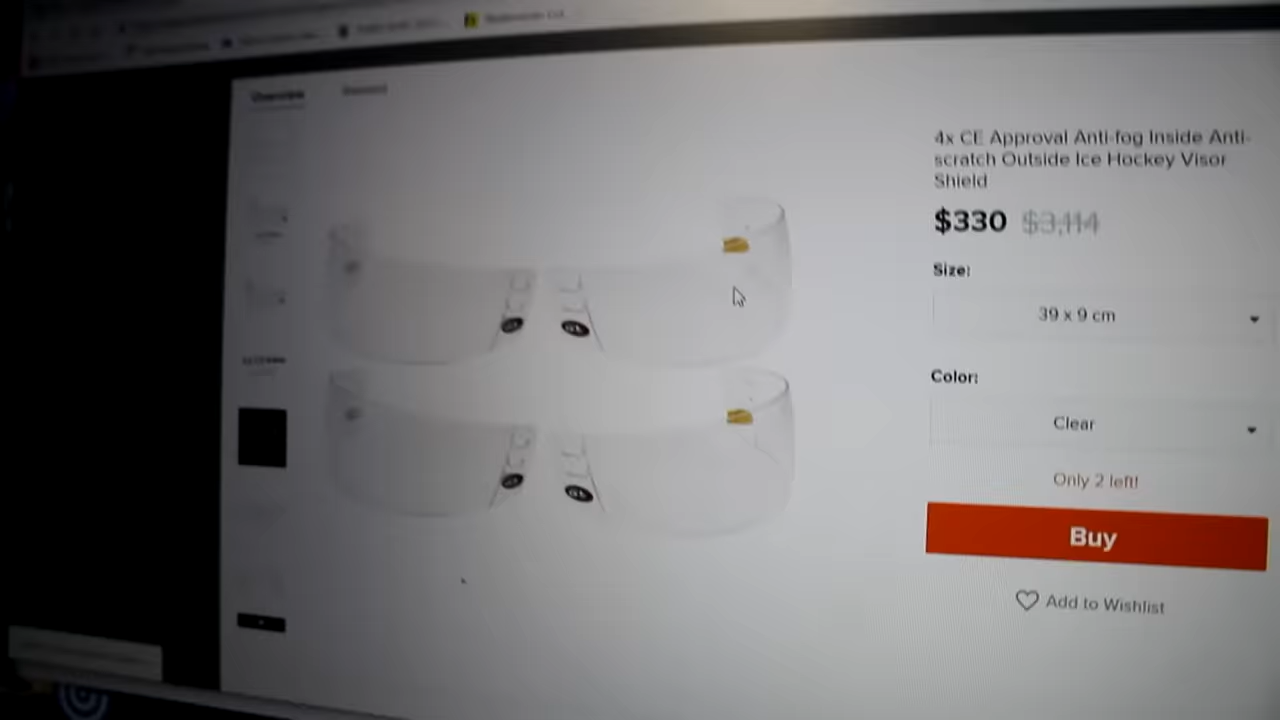 Overview
4x CE Approval Anti-fog Inside Anti-
scratch Outside Ice Hockey Visor
Shield
$330 $3,114
Size:
39 x 9 cm
Color:
Clear
Only 2 left!
Buy
Add to Wishlist